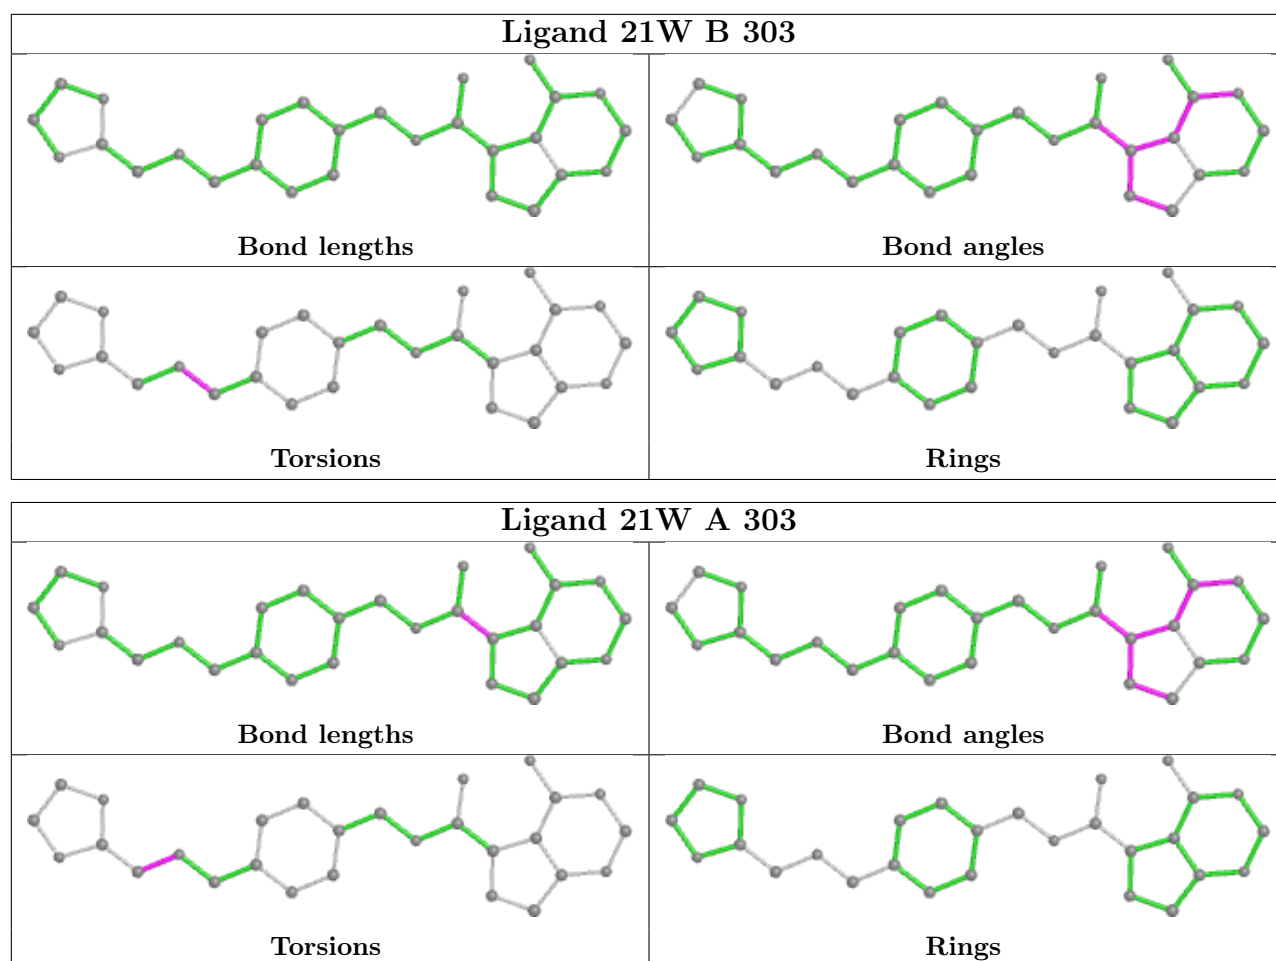 Ligand 21W B 303
Bond lengths
Bond angles
Torsions
Rings
Ligand 21W A 303
Bond lengths
Bond angles
Torsions
Rings